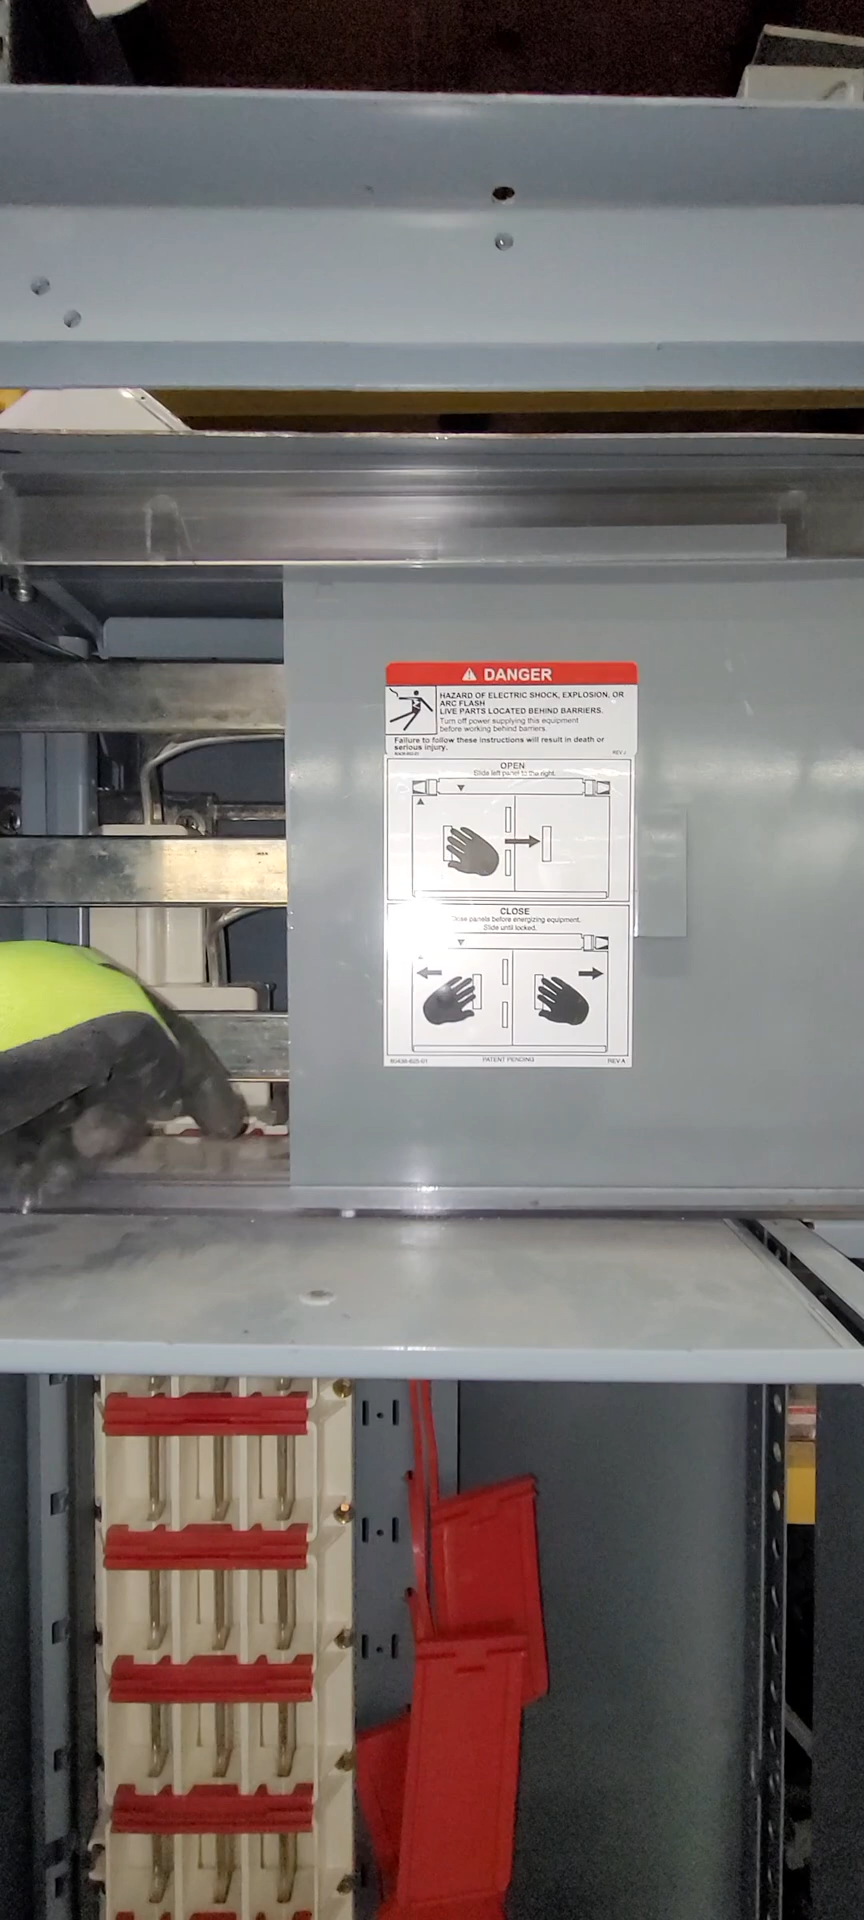 DANGER
HAZARD OF ELECTRIC SHOCK, EXPLOSION, OR
ARC FLASH
LIVE PARTS LOCATED BEHIND BARRIERS.
Turn off power supplying this equipment
before working behind barriers.
Failure to follow these instructions will result in death or
serious injury.
OPEN
Slide left panel to the right.
CLOSE
Close panels before energizing equipment.
Slide until locked.
PATENT PENDING
REV A